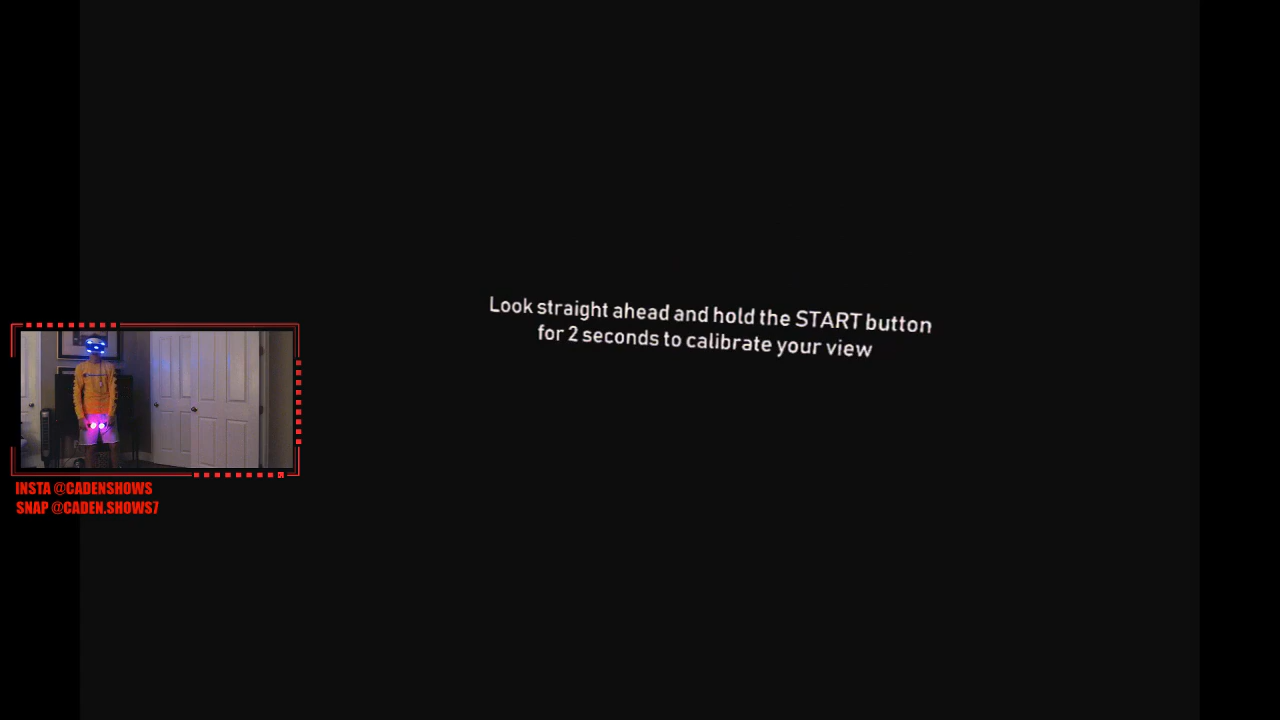 Look straight ahead and hold the START button
for 2 seconds to calibrate your view
INSTA @CADENSHOWS
SNAP @CADEN.SHOWS7